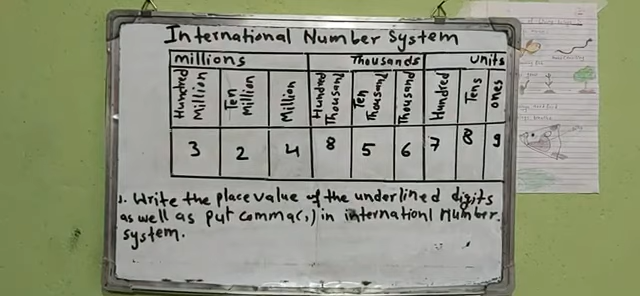 International Number System
millions Thousands Units
Hundred Million Ten Million Million Hundred Thousand Ten Thousand Thousand Hundred Tens ones
3 2 4 8 5 6 7 8 9
1. Write the place value of the underlined digits
as well as put comma(,) in internationl Number
system.